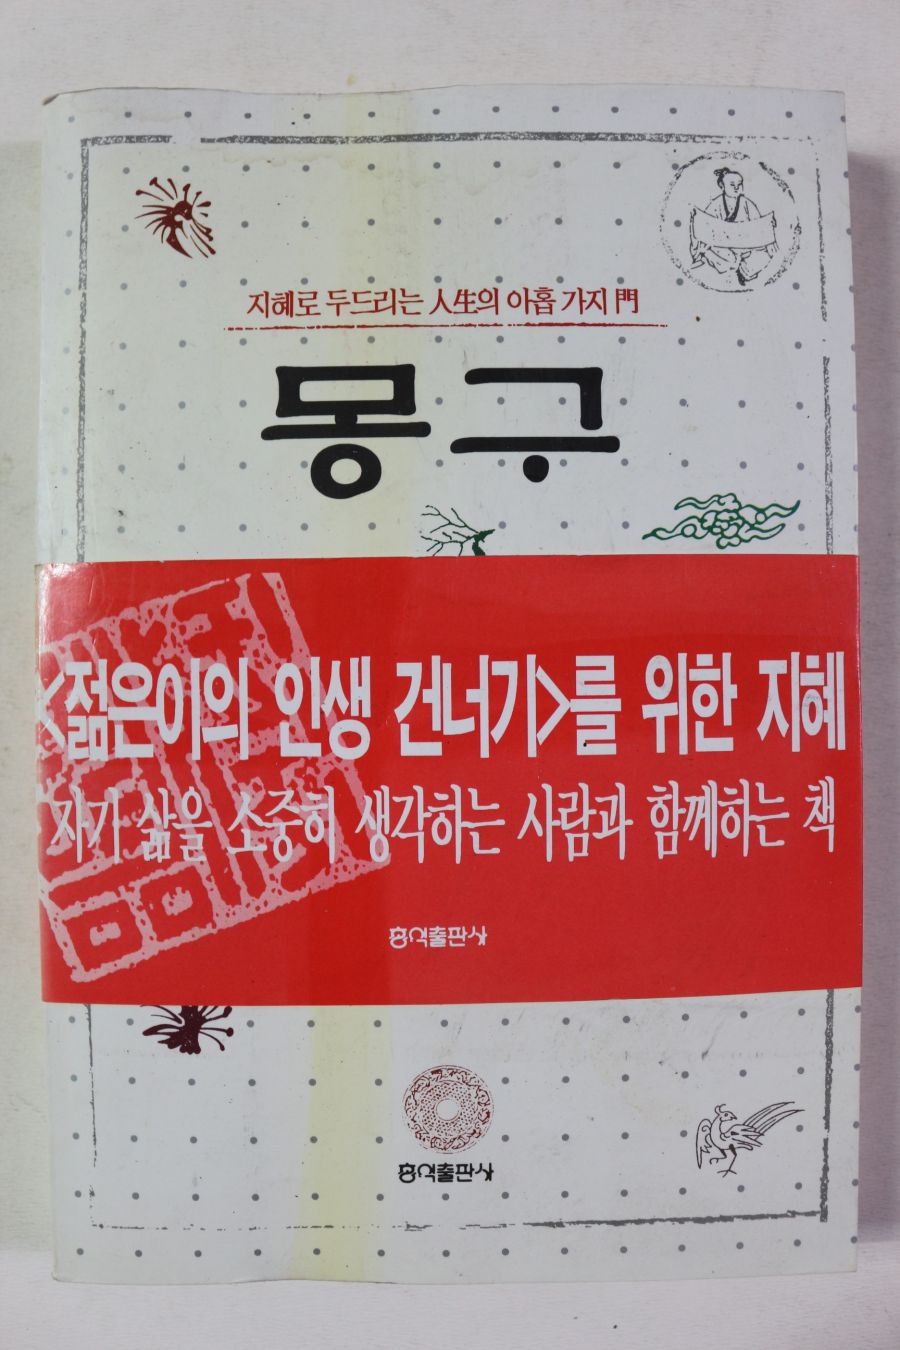 지혜로 두드리는 人生의 아홉 가지 門
몽구
<젊은이의 인생 건너기>를 위한 지혜
자가 삶을 소중히 생각하는 사람과 함께하는 책
홍익출판사
홍익출판사